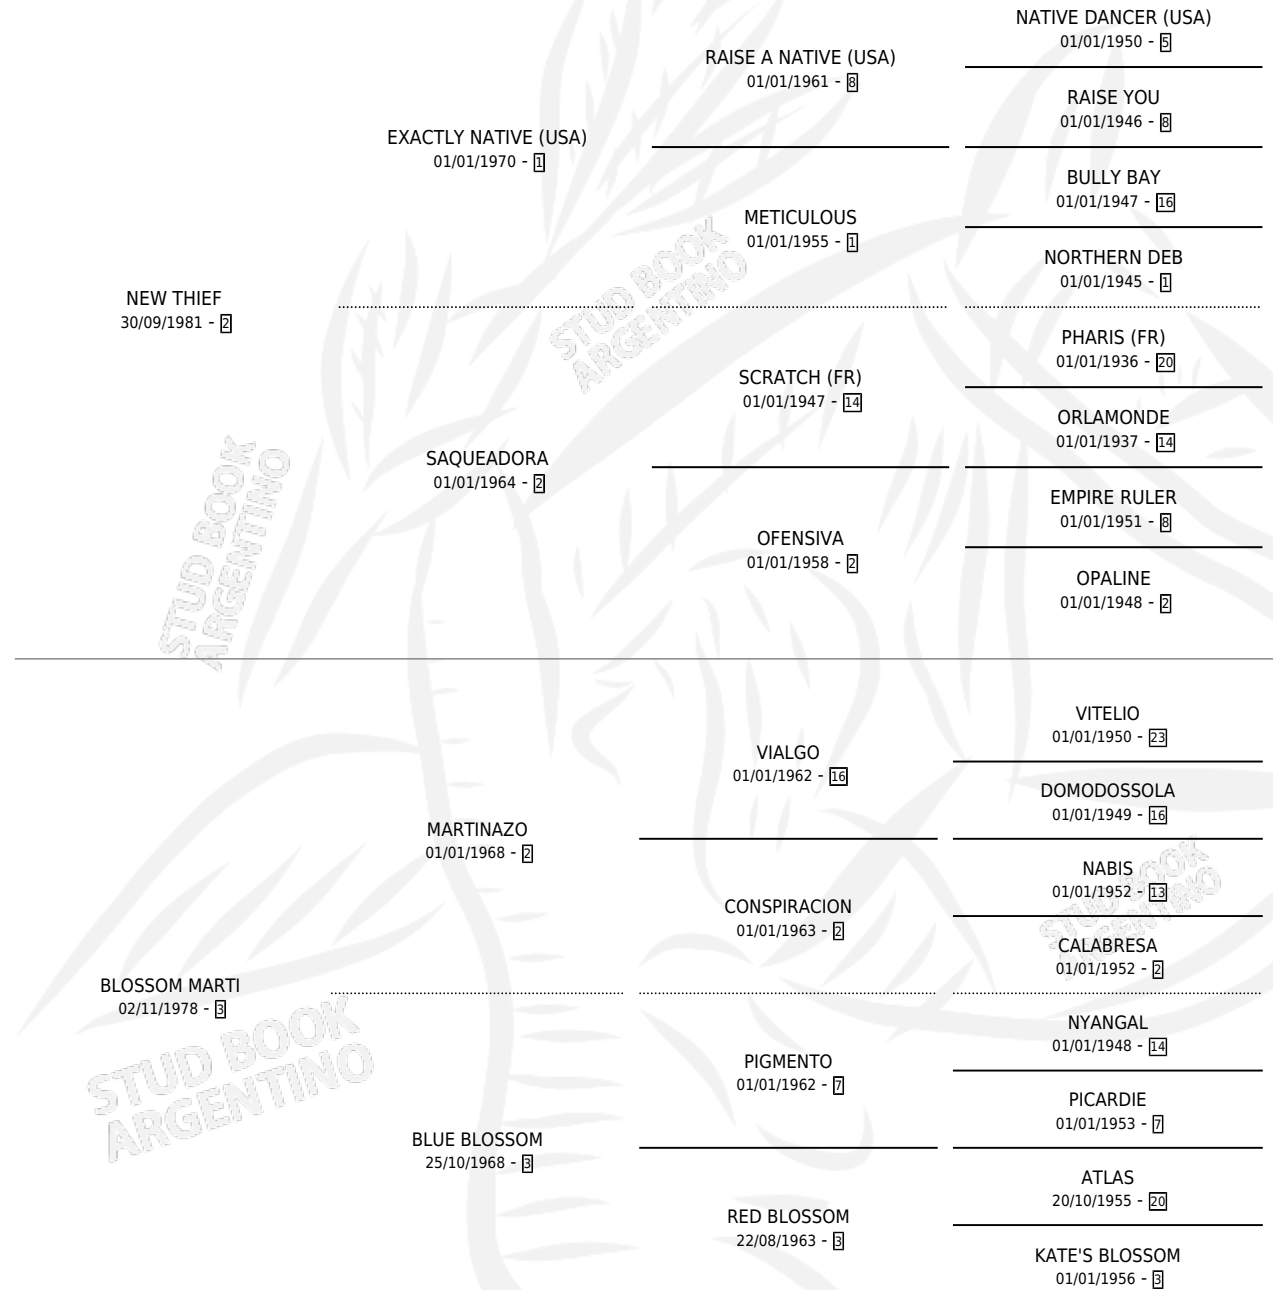 NATIVE DANCER (USA)
01/01/1950 - 5
RAISE A NATIVE (USA)
01/01/1961 - 8
RAISE YOU
01/01/1946 - 8
EXACTLY NATIVE (USA)
01/01/1970 - 1
BULLY BAY
01/01/1947 - 16
METICULOUS
01/01/1955 - 1
NORTHERN DEB
01/01/1945 - 1
NEW THIEF
30/09/1981 - 2
STUD BOOK
ARGENTINO
PHARIS (FR)
01/01/1936 - 20
SCRATCH (FR)
01/01/1947 - 14
ORLAMONDE
01/01/1937 - 14
SAQUEADORA
01/01/1964 - 2
EMPIRE RULER
01/01/1951 - 8
OFENSIVA
01/01/1958 - 2
OPALINE
01/01/1948 - 2
STUD BOOK
ARGENTINO
VITELIO
01/01/1950 - 23
VIALGO
01/01/1962 - 16
DOMODOSSOLA
01/01/1949 - 16
MARTINAZO
01/01/1968 - 2
NABIS
01/01/1952 - 13
CONSPIRACION
01/01/1963 - 2
STUD BOOK
ARGENTINO
CALABRESA
01/01/1952 - 2
BLOSSOM MARTI
02/11/1978 - 3
NYANGAL
01/01/1948 - 14
PIGMENTO
01/01/1962 - 7
STUD BOOK
ARGENTINO
PICARDIE
01/01/1953 - 7
BLUE BLOSSOM
25/10/1968 - 3
ATLAS
20/10/1955 - 20
RED BLOSSOM
22/08/1963 - 3
KATE'S BLOSSOM
01/01/1956 - 3